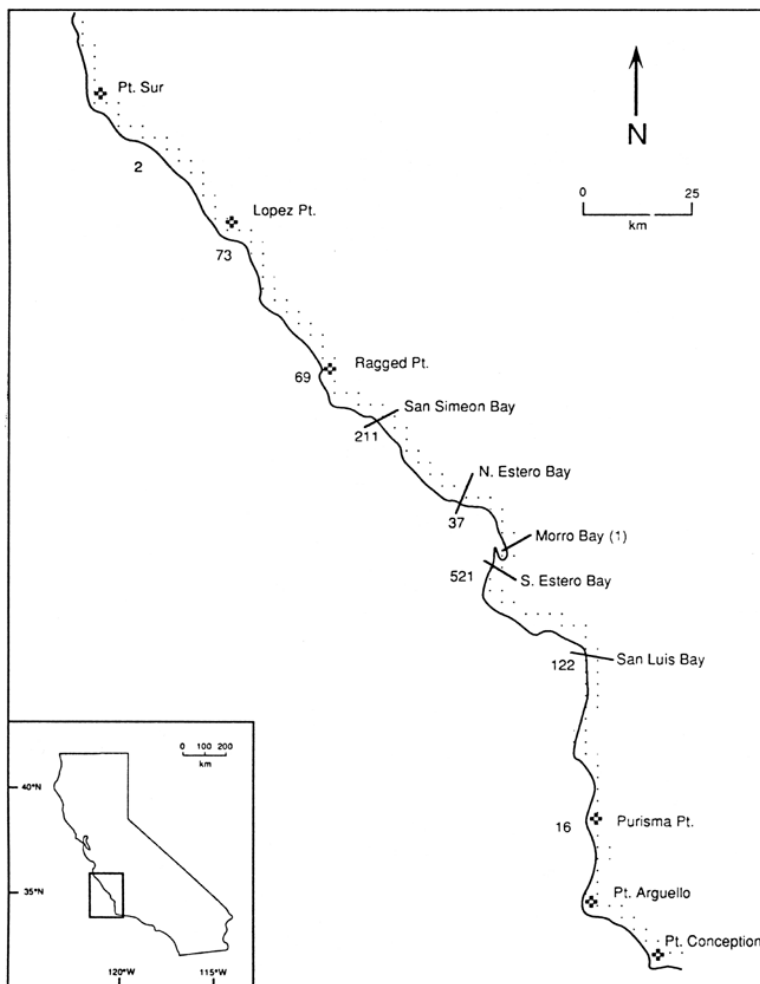 Pt. Sur
N
2
0 25
km
Lopez Pt.
73
Ragged Pt.
69
San Simeon Bay
211
N. Estero Bay
37
Morro Bay (1)
521
S. Estero Bay
122
San Luis Bay
0 100 200
km
40°N
16
Purisma Pt.
35°N
Pt. Arguello
Pt. Conception
120°W 115°W